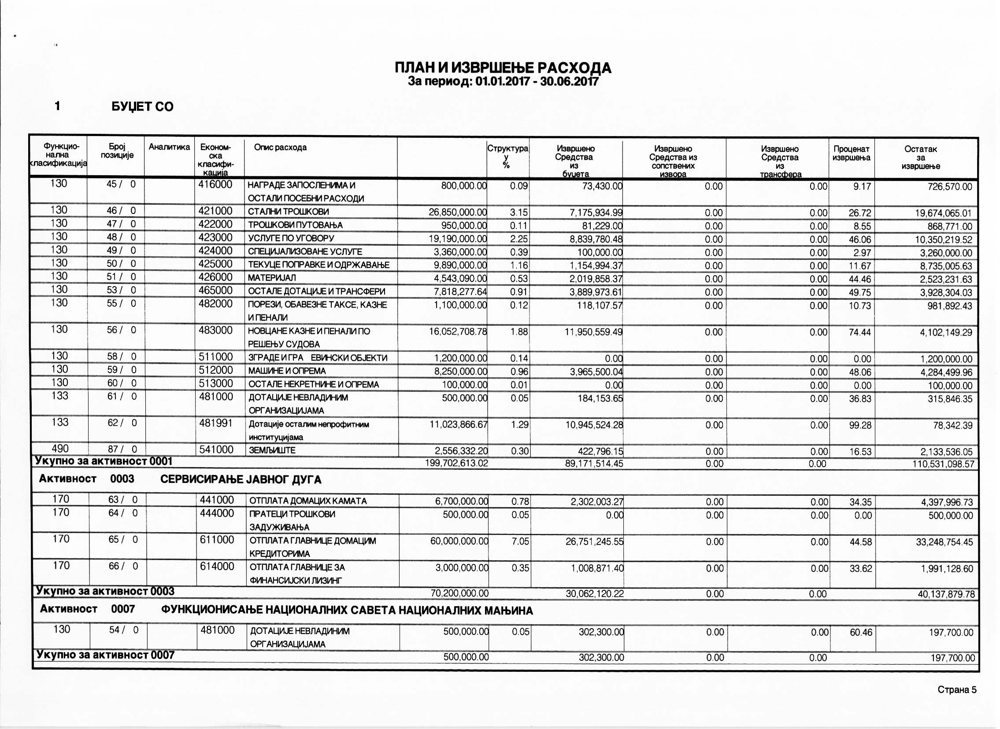 ПЛАН И ИЗВРШЕЊЕ РАСХОДА
За период: 01.01.2017 - 30.06.2017
1 БУЏЕТ СО
Функцио- Број Аналитика Економ- Опис расхода Структура Извршено Извршено Извршено Проценат Остатак
нална позиције ска у Средства Средства из Средства извршења за
класификација класифи- % из сопствених из извршење
кација буџета извора трансфера
130 45 / 0 416000 НАГРАДЕ ЗАПОСЛЕНИМА И 800,000.00 0.09 73,430.00 0.00 0.00 9.17 726,570.00
ОСТАЛИ ПОСЕБНИ РАСХОДИ
130 46 / 0 421000 СТАЛНИ ТРОШКОВИ 26,850,000.00 3.15 7,175,934.99 0.00 0.00 26.72 19,674,065.01
130 47 / 0 422000 ТРОШКОВИ ПУТОВАЊА 950,000.00 0.11 81,229.00 0.00 0.00 8.55 868,771.00
130 48 / 0 423000 УСЛУГЕ ПО УГОВОРУ 19,190,000.00 2.25 8,839,780.48 0.00 0.00 46.06 10,350,219.52
130 49 / 0 424000 СПЕЦИЈАЛИЗОВАНЕ УСЛУГЕ 3,360,000.00 0.39 100,000.00 0.00 0.00 2.97 3,260,000.00
130 50 / 0 425000 ТЕКУЦЕ ПОПРАВКЕ И ОДРЖАВАЊЕ 9,890,000.00 1.16 1,154,994.37 0.00 0.00 11.67 8,735,005.63
130 51 / 0 426000 МАТЕРИЈАЛ 4,543,090.00 0.53 2,019,858.37 0.00 0.00 44.46 2,523,231.63
130 53 / 0 465000 ОСТАЛЕ ДОТАЦИЈЕ И ТРАНСФЕРИ 7,818,277.64 0.91 3,889,973.61 0.00 0.00 49.75 3,928,304.03
130 55 / 0 482000 ПОРЕЗИ, ОБАВЕЗНЕ ТАКСЕ, КАЗНЕ 1,100,000.00 0.12 118,107.57 0.00 0.00 10.73 981,892.43
И ПЕНАЛИ
130 56 / 0 483000 НОВЦАНЕ КАЗНЕ И ПЕНАЛИ ПО 16,052,708.78 1.88 11,950,559.49 0.00 0.00 74.44 4,102,149.29
РЕШЕЊУ СУДОВА
130 58 / 0 511000 ЗГРАДЕ И ГРА ЕВИНСКИ ОБЈЕКТИ 1,200,000.00 0.14 0.00 0.00 0.00 0.00 1,200,000.00
130 59 / 0 512000 МАШИНЕ И ОПРЕМА 8,250,000.00 0.96 3,965,500.04 0.00 0.00 48.06 4,284,499.96
130 60 / 0 513000 ОСТАЛЕ НЕКРЕТНИНЕ И ОПРЕМА 100,000.00 0.01 0.00 0.00 0.00 0.00 100,000.00
133 61 / 0 481000 ДОТАЦИЈЕ НЕВЛАДИНИМ 500,000.00 0.05 184,153.65 0.00 0.00 36.83 315,846.35
ОРГАНИЗАЦИЈАМА
133 62 / 0 481991 Дотације осталим непрофитним 11,023,866.67 1.29 10,945,524.28 0.00 0.00 99.28 78,342.39
институцијама
490 87 / 0 541000 ЗЕМЉИШТЕ 2,556,332.20 0.30 422,796.15 0.00 0.00 16.53 2,133,536.05
Укупно за активност 0001 199,702,613.02 89,171,514.45 0.00 0.00 110,531,098.57
Активност 0003 СЕРВИСИРАЊЕ ЈАВНОГ ДУГА
170 63 / 0 441000 ОТПЛАТА ДОМАЦИХ КАМАТА 6,700,000.00 0.78 2,302,003.27 0.00 0.00 34.35 4,397,996.73
170 64 / 0 444000 ПРАТЕЦИ ТРОШКОВИ 500,000.00 0.05 0.00 0.00 0.00 0.00 500,000.00
ЗАДУЖИВАЊА
170 65 / 0 611000 ОТПЛАТА ГЛАВНИЦЕ ДОМАЦИМ 60,000,000.00 7.05 26,751,245.55 0.00 0.00 44.58 33,248,754.45
КРЕДИТОРИМА
170 66 / 0 614000 ОТПЛАТА ГЛАВНИЦЕ ЗА 3,000,000.00 0.35 1,008,871.40 0.00 0.00 33.62 1,991,128.60
ФИНАНСИЈСКИ ЛИЗИНГ
Укупно за активност 0003 70,200,000.00 30,062,120.22 0.00 0.00 40,137,879.78
Активност 0007 ФУНКЦИОНИСАЊЕ НАЦИОНАЛНИХ САВЕТА НАЦИОНАЛНИХ МАЊИНА
130 54 / 0 481000 ДОТАЦИЈЕ НЕВЛАДИНИМ 500,000.00 0.05 302,300.00 0.00 0.00 60.46 197,700.00
ОРГАНИЗАЦИЈАМА
Укупно за активност 0007 500,000.00 302,300.00 0.00 0.00 197,700.00
Страна 5